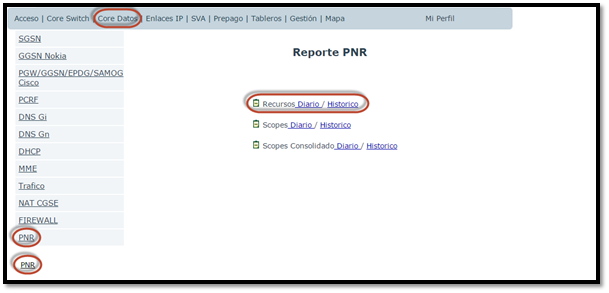 Acceso | Core Switch | Core Datos | Enlaces IP | SVA | Prepago | Tableros | Gestión | Mapa Mi Perfil
SGSN
GGSN Nokia
PGW/GGSN/EPDG/SAMOG
Cisco
PCRF
DNS Gi
DNS Gn
DHCP
MME
Trafico
NAT CGSE
FIREWALL
PNR
PNR
Reporte PNR
Recursos Diario / Historico
Scopes Diario / Historico
Scopes Consolidado Diario / Historico